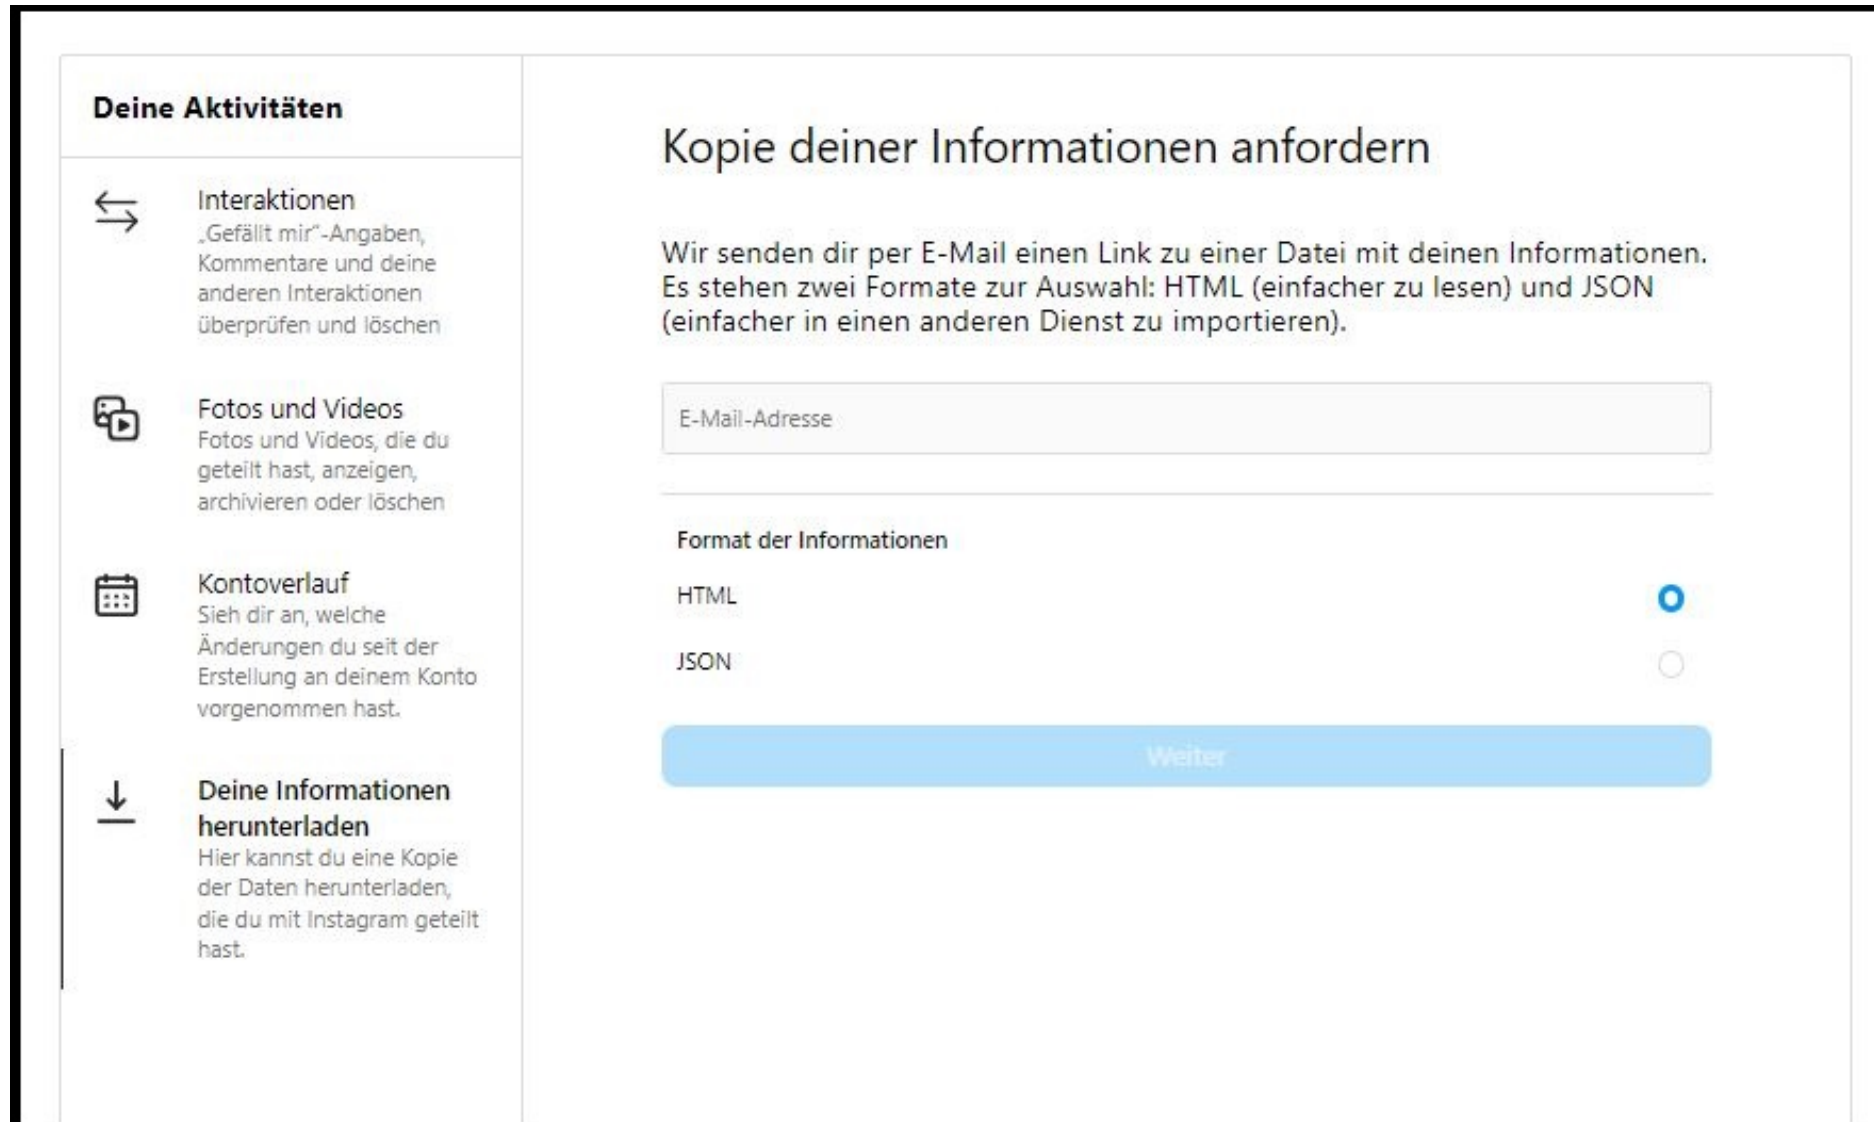 Deine Aktivitäten
Interaktionen
„Gefällt mir“-Angaben,
Kommentare und deine
anderen Interaktionen
überprüfen und löschen
Fotos und Videos
Fotos und Videos, die du
geteilt hast, anzeigen,
archivieren oder löschen
Kontoverlauf
Sieh dir an, welche
Änderungen du seit der
Erstellung an deinem Konto
vorgenommen hast.
Deine Informationen
herunterladen
Hier kannst du eine Kopie
der Daten herunterladen,
die du mit Instagram geteilt
hast.
Kopie deiner Informationen anfordern
Wir senden dir per E-Mail einen Link zu einer Datei mit deinen Informationen.
Es stehen zwei Formate zur Auswahl: HTML (einfacher zu lesen) und JSON
(einfacher in einen anderen Dienst zu importieren).
E-Mail-Adresse
Format der Informationen
HTML
JSON
Weiter